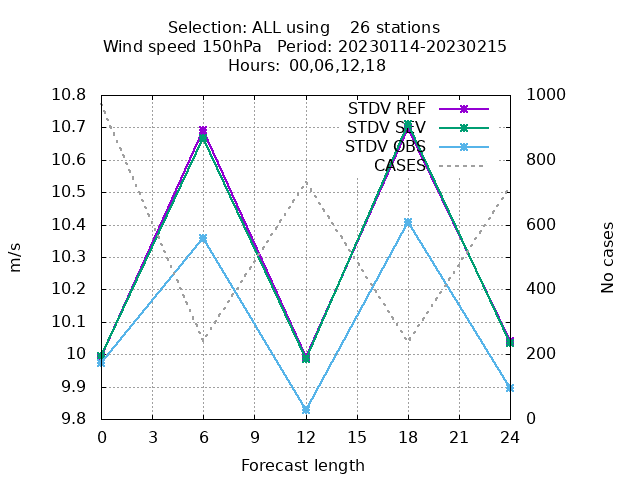 Selection: ALL using    26 stations
Wind speed 150hPa   Period: 20230114-20230215
Hours: 00,06,12,18
10.8
10.7
10.6
10.5
10.4
10.3
10.2
10.1
10
9.9
9.8
m/s
STDV REF
STDV SEV
STDV OBS
CASES
1000
800
600
400
200
0
No cases
0 3 6 9 12 15 18 21 24
Forecast length